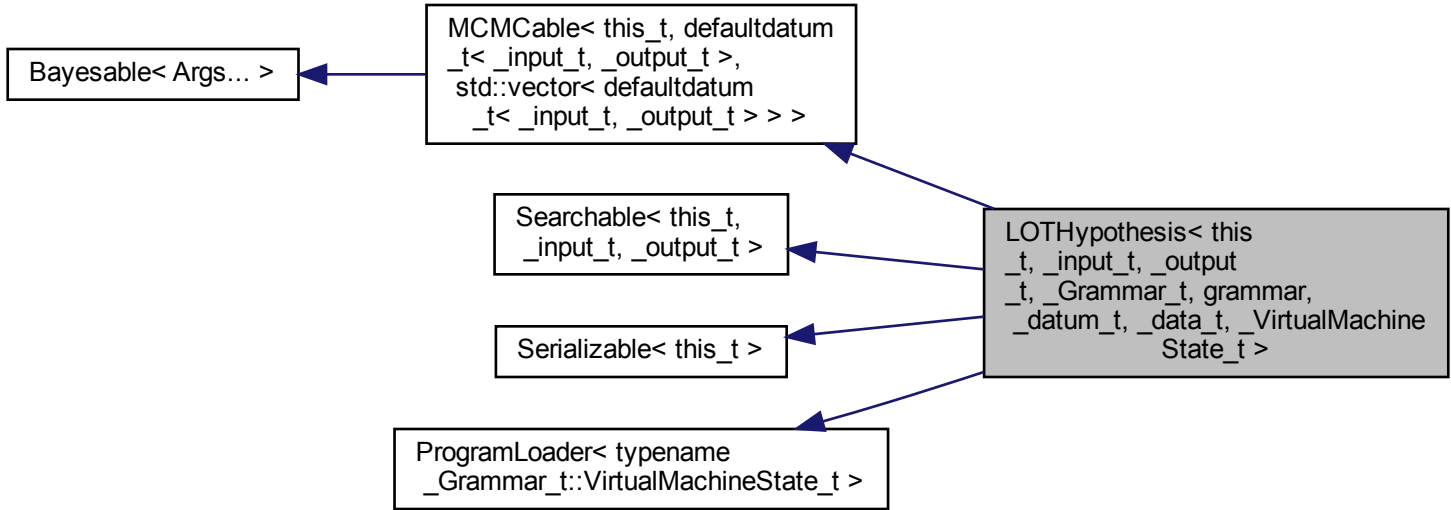 Bayesable< Args... >
MCMCable< this_t, defaultdatum
_t< _input_t, _output_t >,
std::vector< defaultdatum
_t< _input_t, _output_t > > >
Searchable< this_t,
_input_t, _output_t >
Serializable< this_t >
ProgramLoader< typename
_Grammar_t::VirtualMachineState_t >
LOTHypothesis< this
_t, _input_t, _output
_t, _Grammar_t, grammar,
_datum_t, _data_t, _VirtualMachine
State_t >